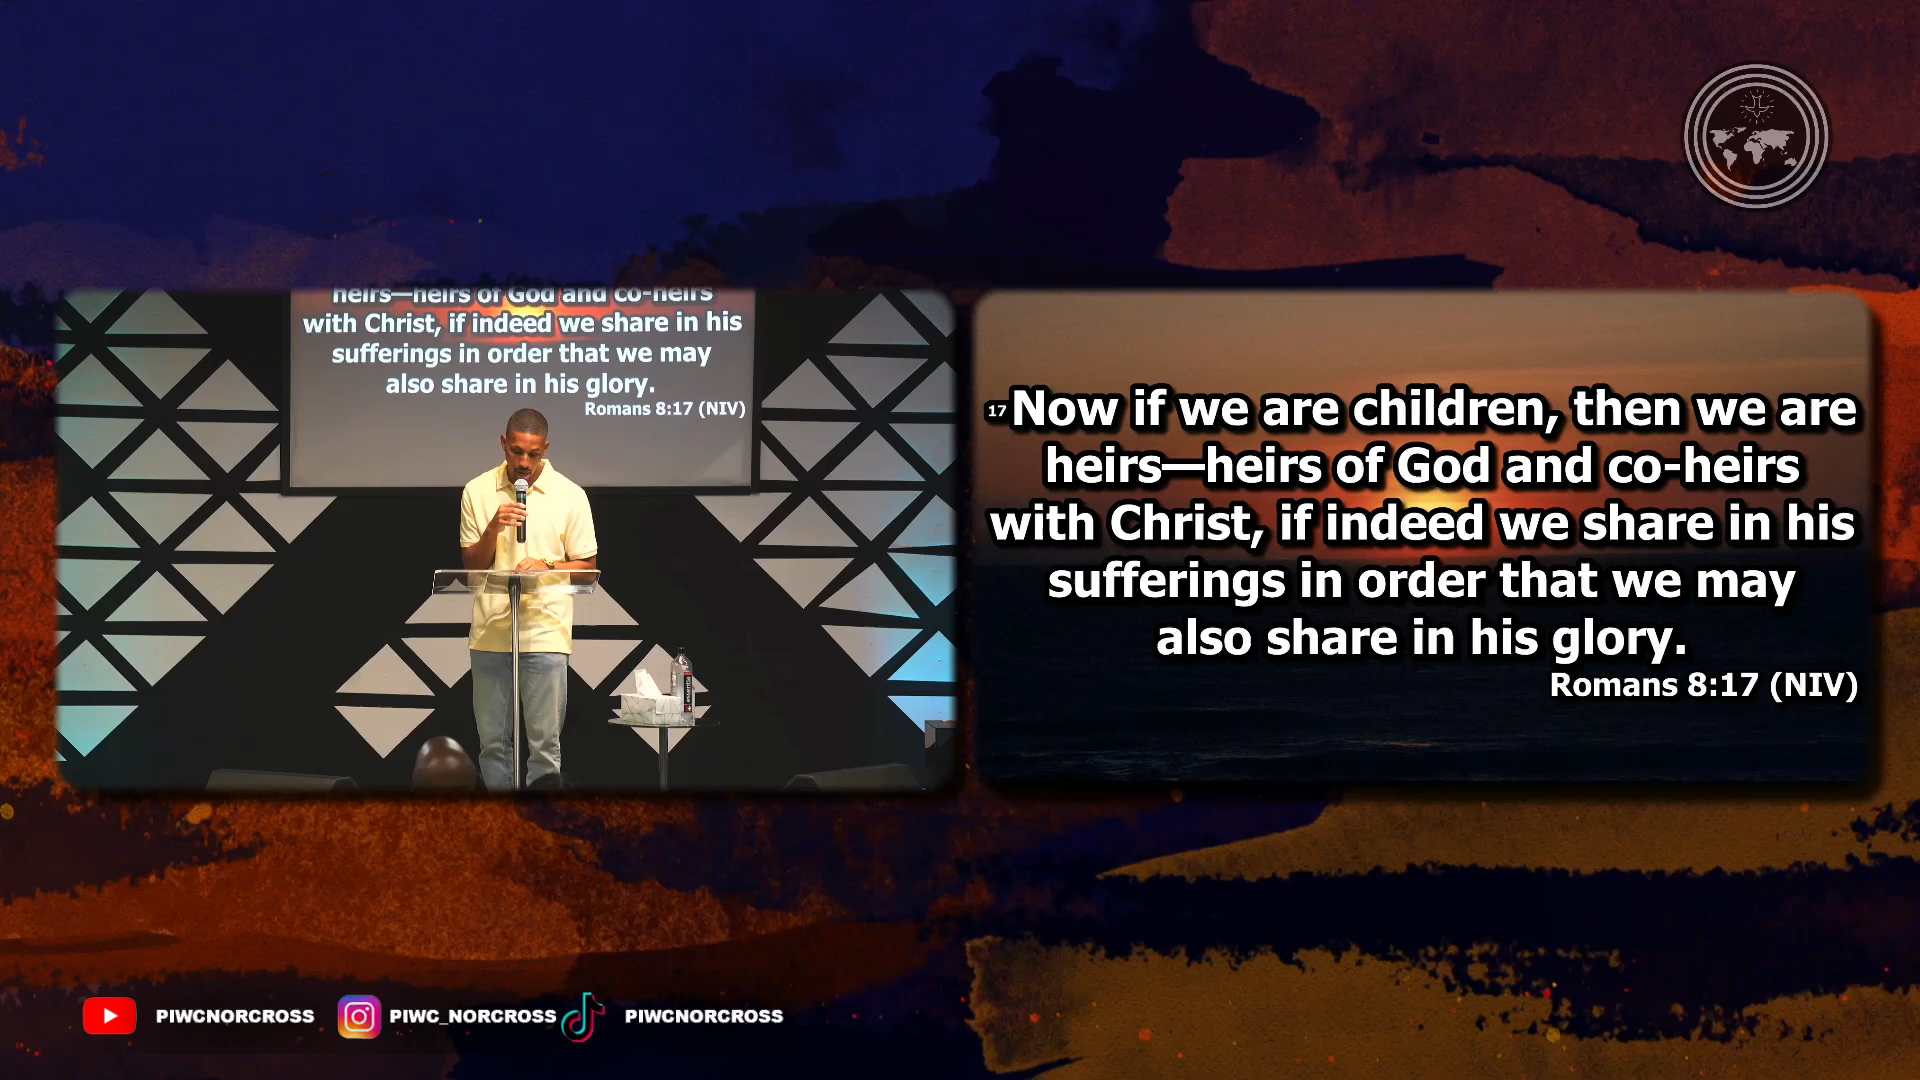 heirs—heirs of God and co-heirs
with Christ, if indeed we share in his
sufferings in order that we may
also share in his glory.
Romans 8:17 (NIV)
17 Now if we are children, then we are
heirs—heirs of God and co-heirs
with Christ, if indeed we share in his
sufferings in order that we may
also share in his glory.
Romans 8:17 (NIV)
essentia
PIWCNORCROSS PIWC_NORCROSS PIWCNORCROSS